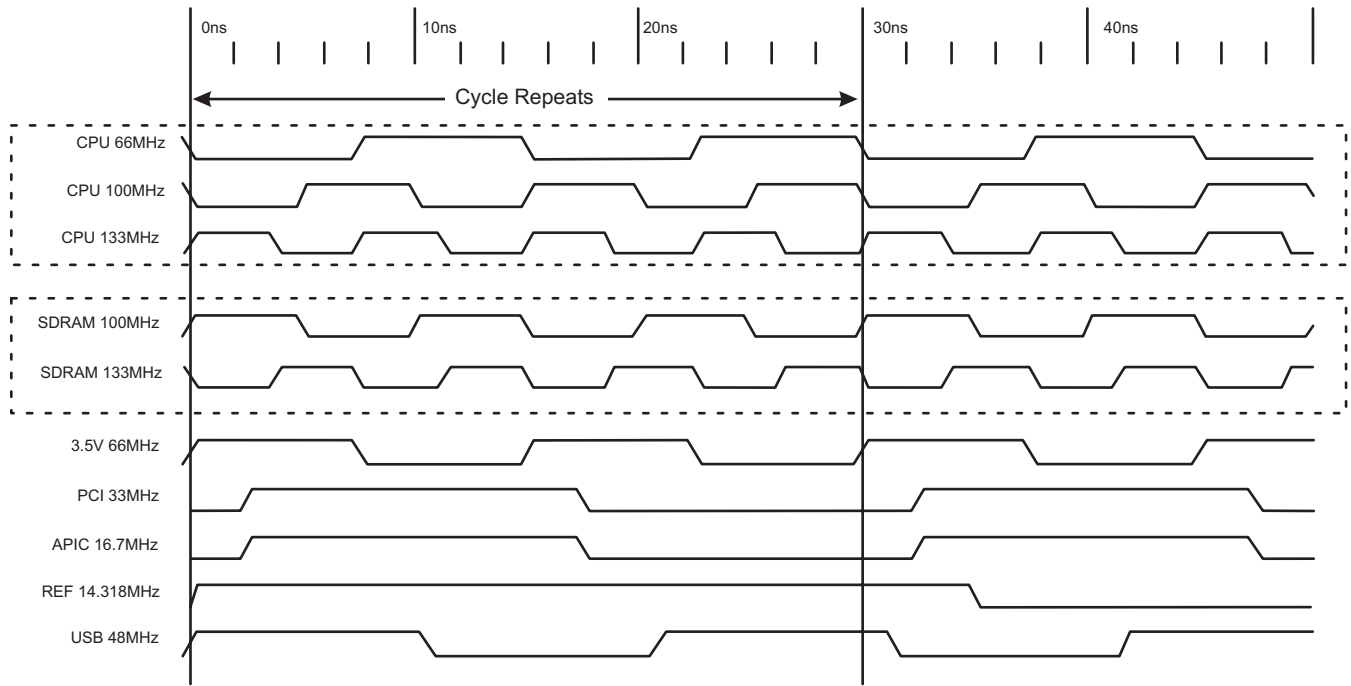 0ns 10ns 20ns 30ns 40ns
Cycle Repeats
CPU 66MHz
CPU 100MHz
CPU 133MHz
SDRAM 100MHz
SDRAM 133MHz
3.5V 66MHz
PCI 33MHz
APIC 16.7MHz
REF 14.318MHz
USB 48MHz